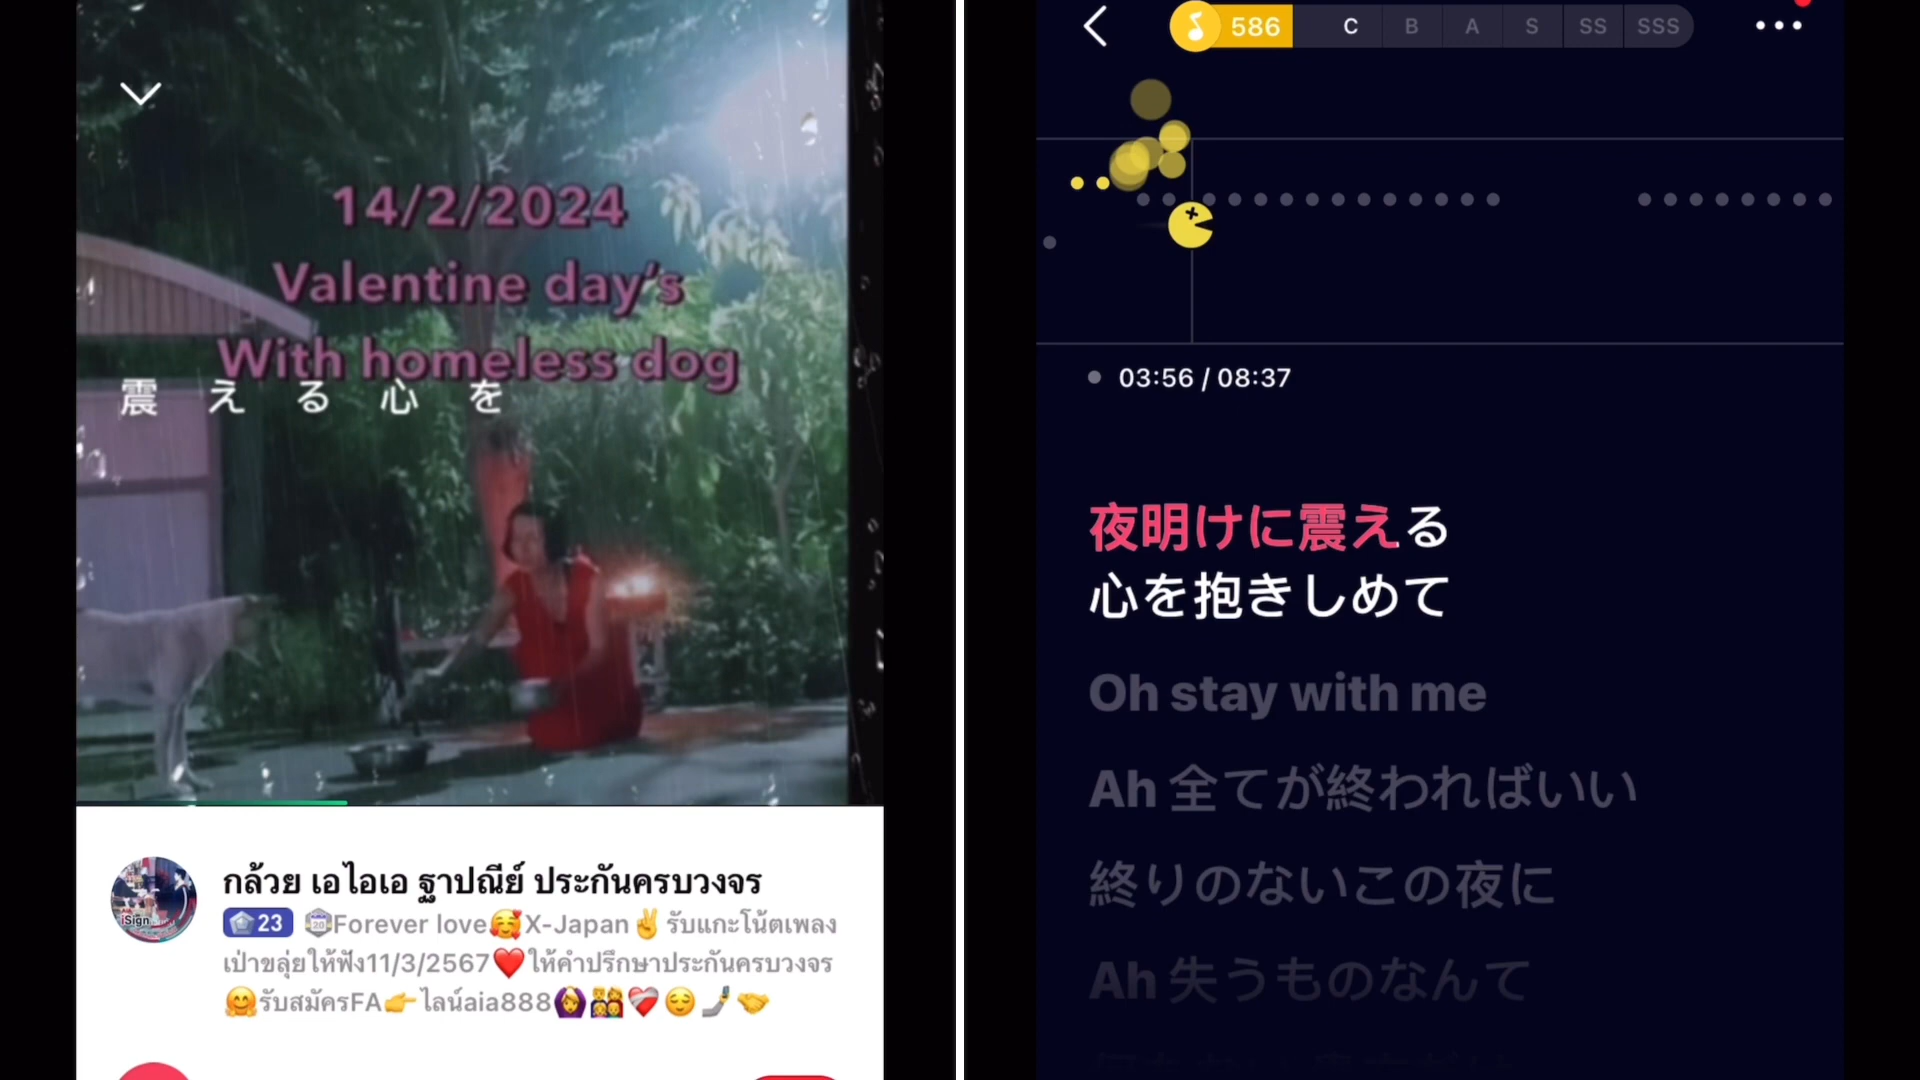 14/2/2024
Valentine day's
With homeless dog
震える心を
กล้วย เอไอเอ ฐาปณีย์ ประกันครบวงจร
23 20 Forever love🥰X-Japan✌️รับแกะโน้ตเพลง
เป่าขลุ่ยให้ฟัง11/3/2567❤️ให้คำปรึกษาประกันครบวงจร
🤗รับสมัครFA👉ไลน์aia888🙆‍♀️👨‍👩‍👧‍👦❤️‍🩹😌🤳🤝
iSign
586 C B A S SS SSS
03:56 / 08:37
夜明けに震える
心を抱きしめて
Oh stay with me
Ah 全てが終わればいい
終りのないこの夜に
Ah 失うものなんて